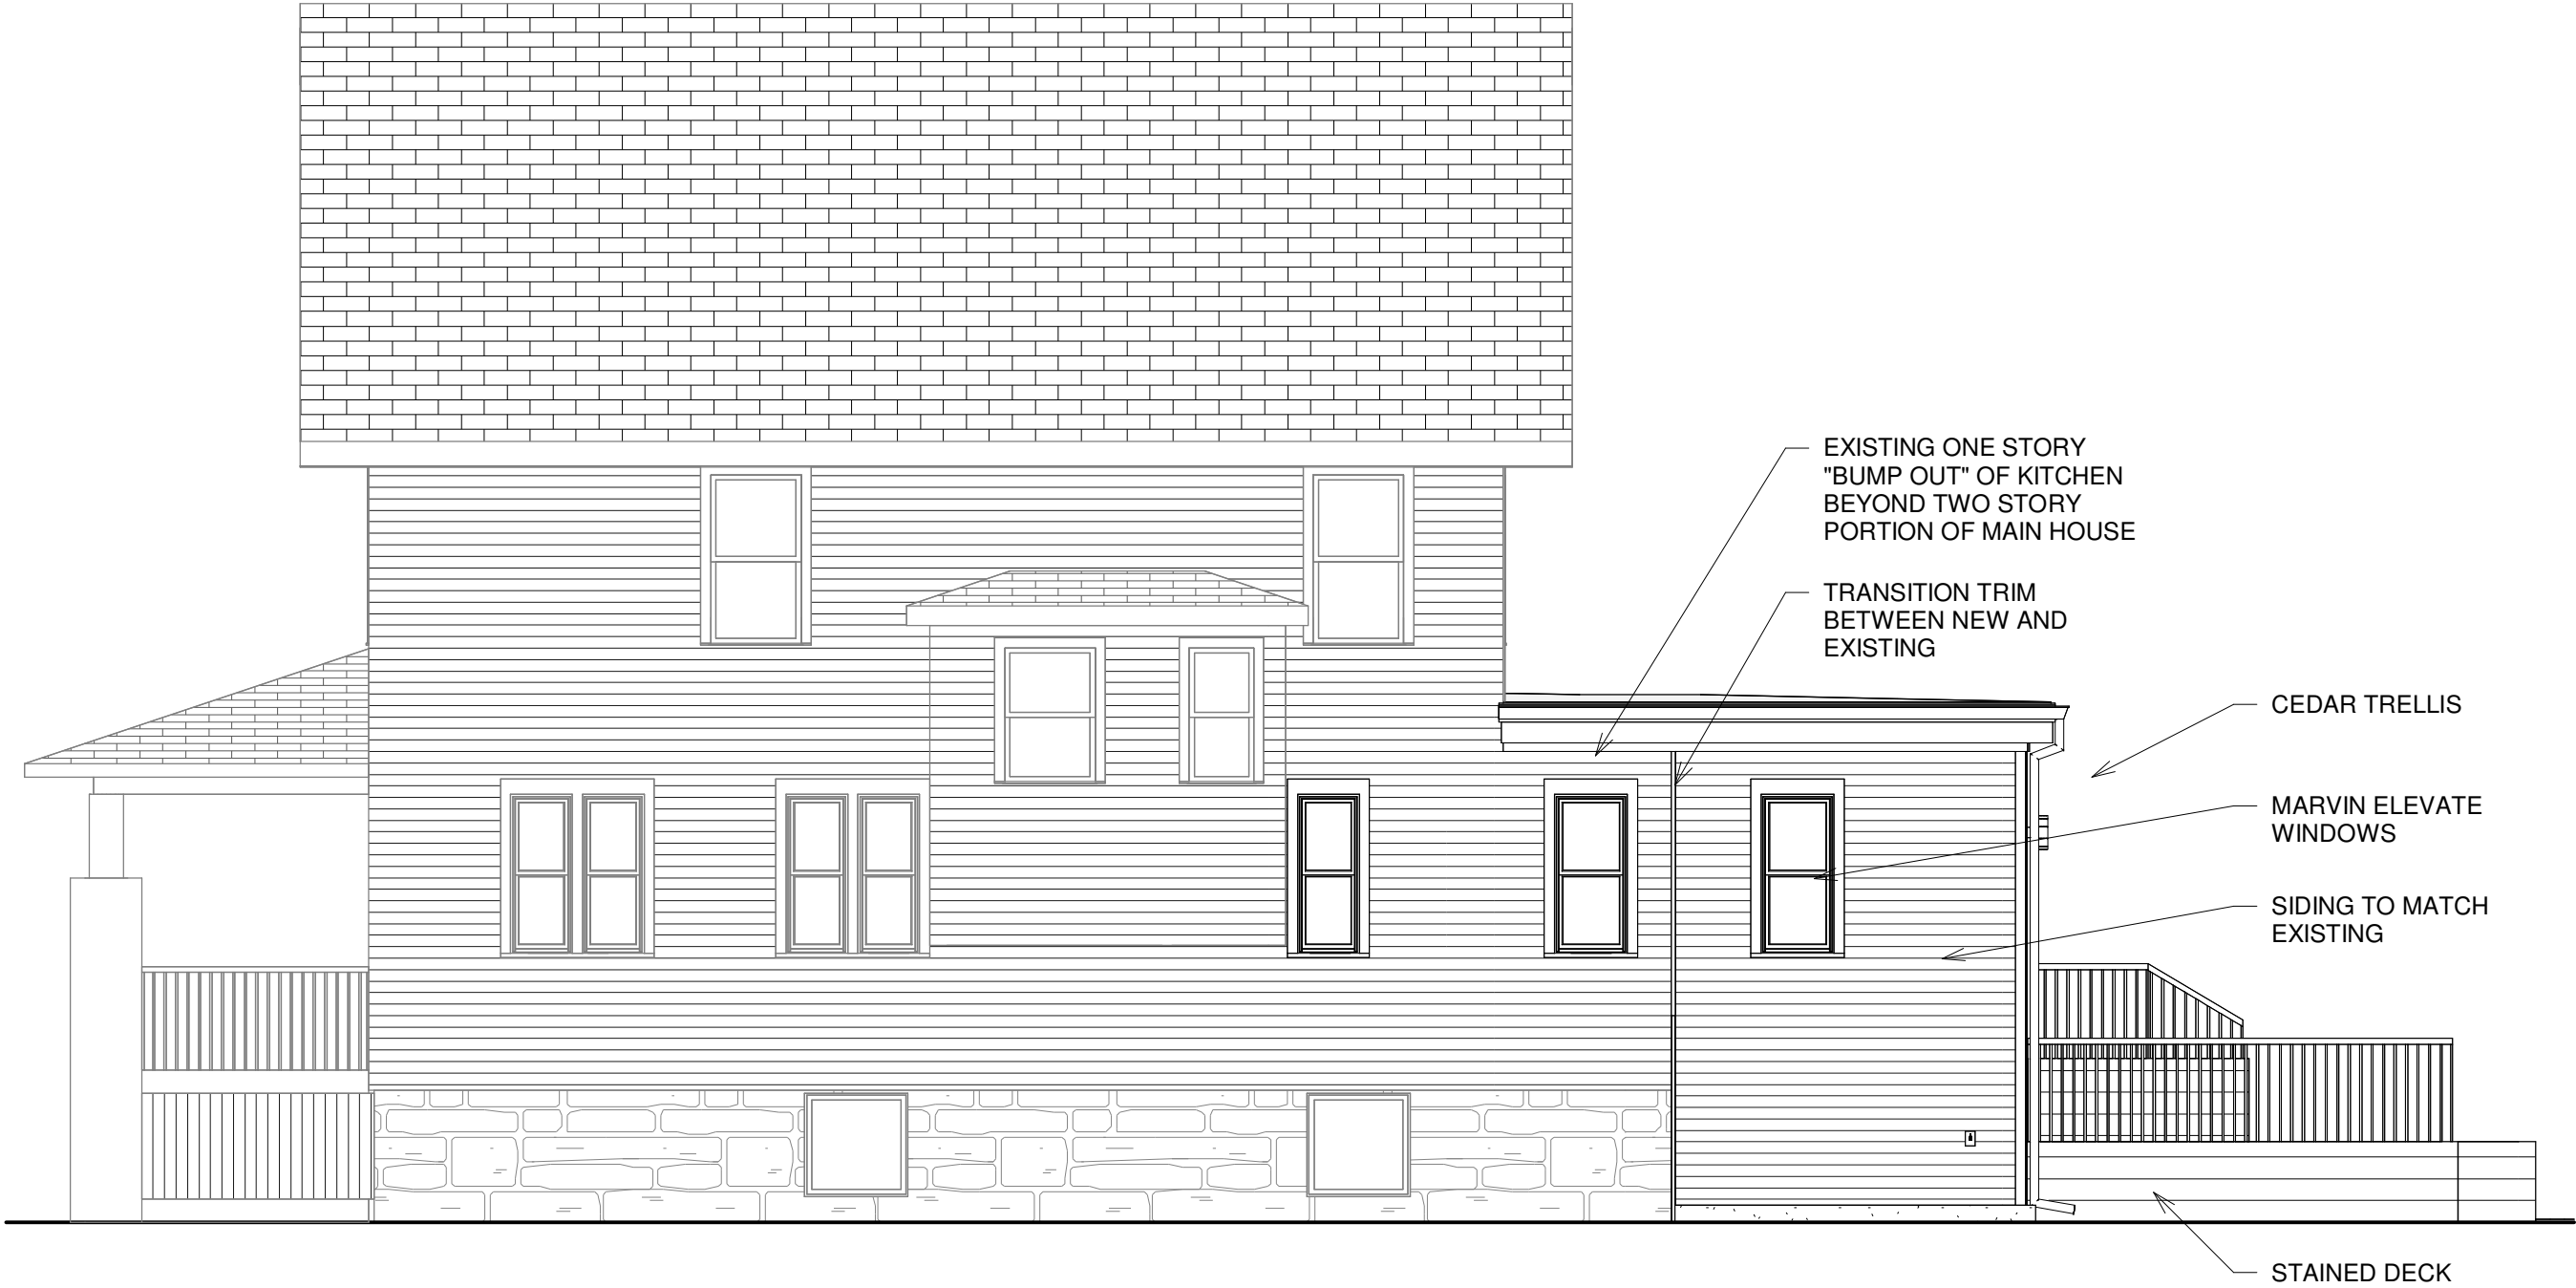 EXISTING ONE STORY
"BUMP OUT" OF KITCHEN
BEYOND TWO STORY
PORTION OF MAIN HOUSE
TRANSITION TRIM
BETWEEN NEW AND
EXISTING
CEDAR TRELLIS
MARVIN ELEVATE
WINDOWS
SIDING TO MATCH
EXISTING
STAINED DECK